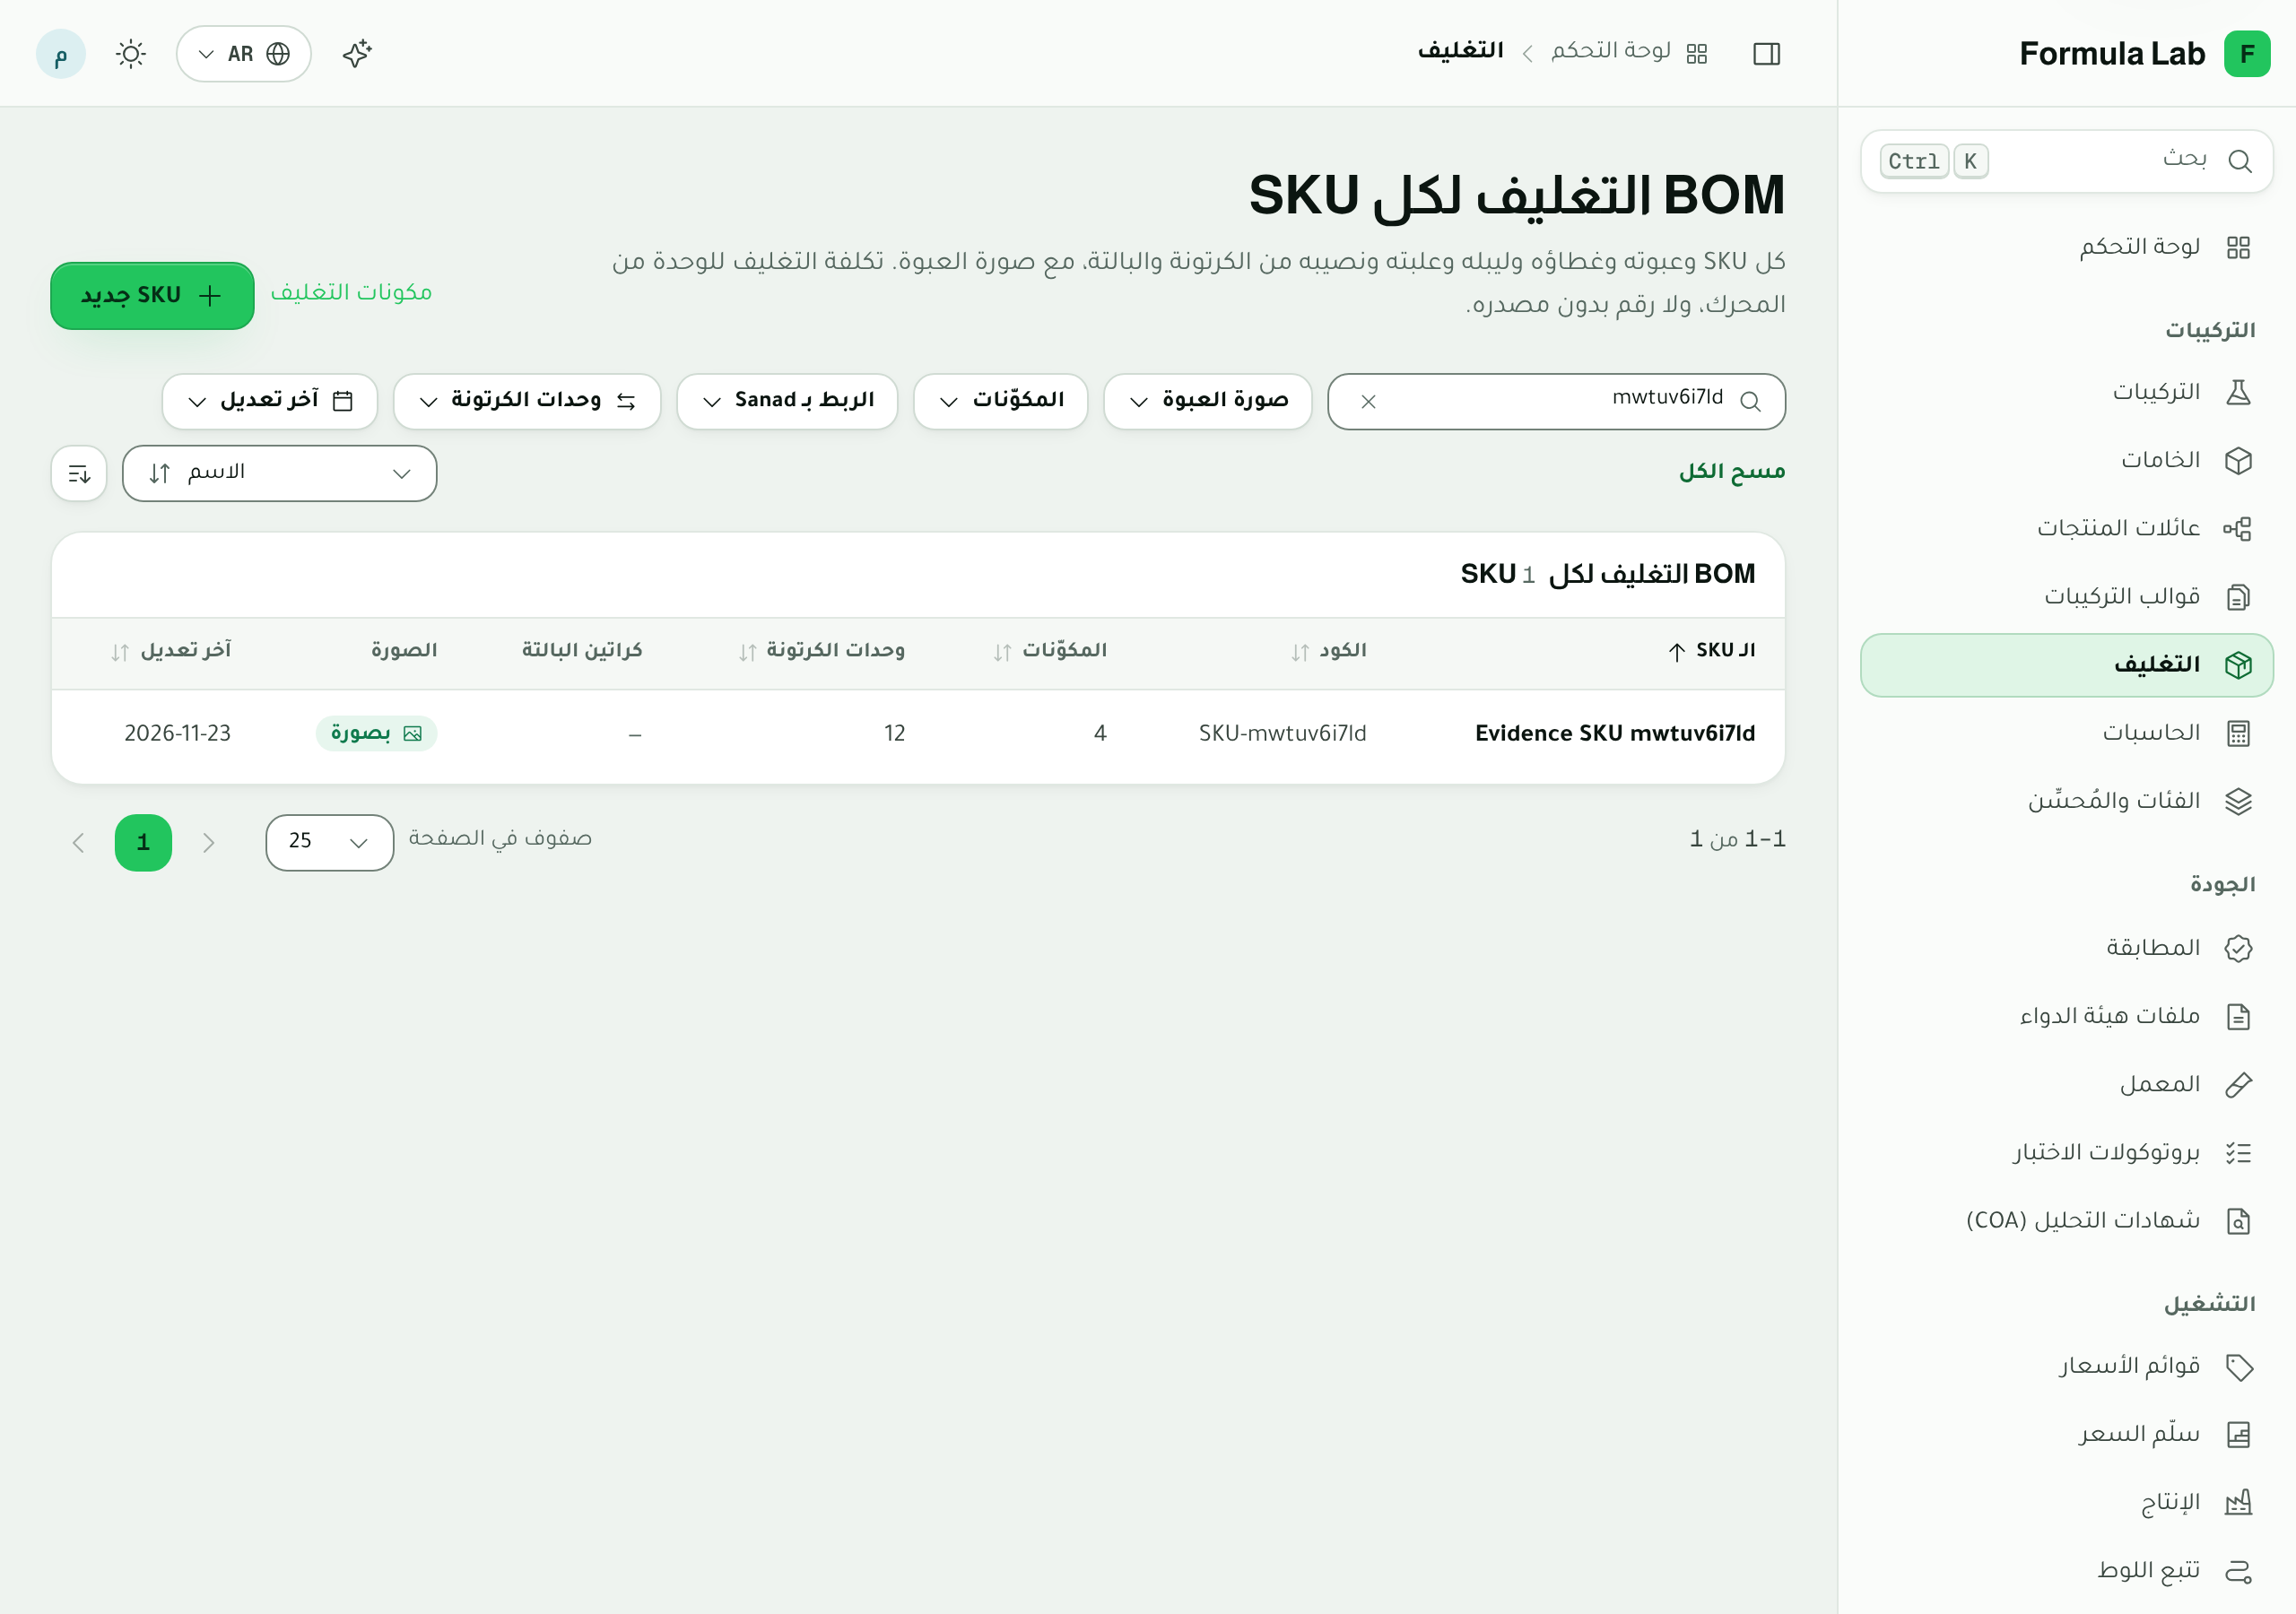 F Formula Lab
بحث Ctrl K
لوحة التحكم
التركيبات
التركيبات
الخامات
عائلات المنتجات
قوالب التركيبات
التغليف
الحاسبات
الفئات والمُحسِّن
الجودة
المطابقة
ملفات هيئة الدواء
المعمل
بروتوكولات الاختبار
شهادات التحليل (COA)
التشغيل
قوائم الأسعار
سلّم السعر
الإنتاج
تتبع اللوط
لوحة التحكم التغليف
AR
م
BOM التغليف لكل SKU
كل SKU وعبوته وغطاؤه وليبله وعلبته ونصيبه من الكرتونة والبالتة، مع صورة العبوة. تكلفة التغليف للوحدة من
المحرك، ولا رقم بدون مصدره.
مكونات التغليف
SKU جديد
mwtuv6i7ld
صورة العبوة
المكوّنات
الربط بـ Sanad
وحدات الكرتونة
آخر تعديل
مسح الكل
الاسم
BOM التغليف لكل SKU 1
الـ SKU الكود المكوّنات وحدات الكرتونة كراتين البالتة الصورة آخر تعديل
Evidence SKU mwtuv6i7ld SKU-mwtuv6i7ld 4 12 – بصورة 2026-11-23
1–1 من 1
صفوف في الصفحة 25
1